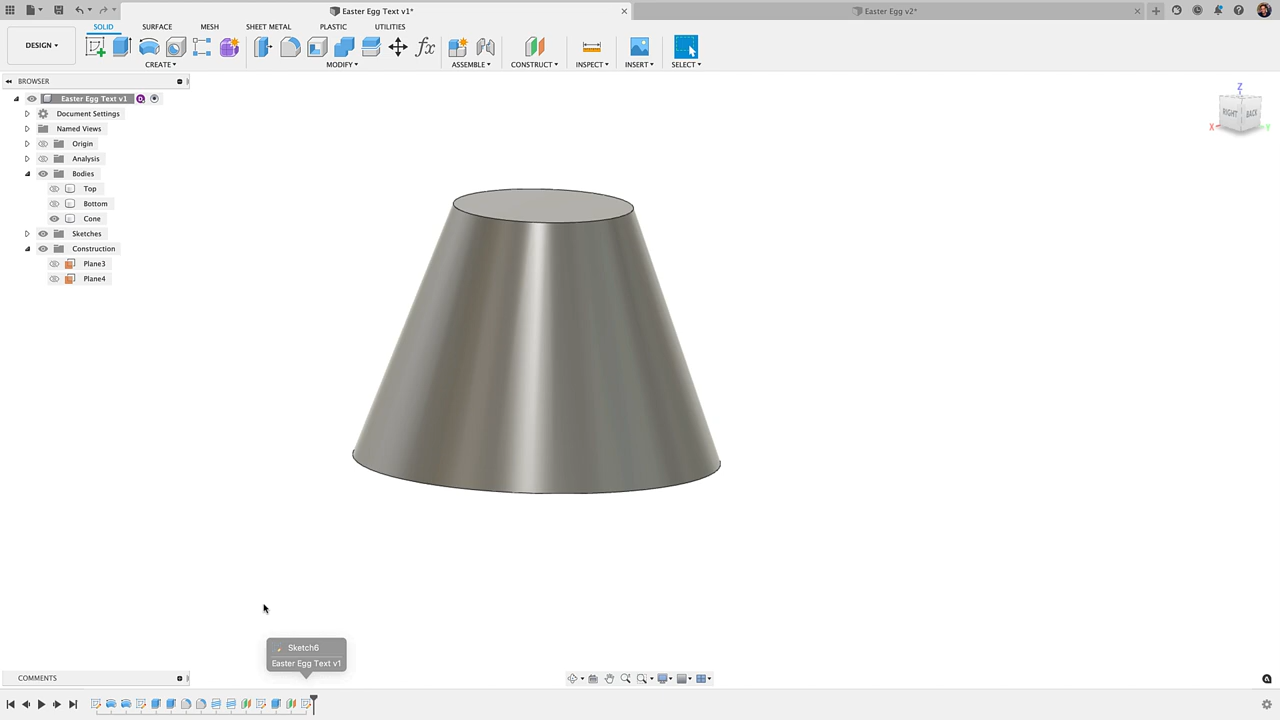 Easter Egg Text v1*
Easter Egg v2*
SOLID SURFACE MESH SHEET METAL PLASTIC UTILITIES
DESIGN
CREATE MODIFY ASSEMBLE CONSTRUCT INSPECT INSERT SELECT
BROWSER
Easter Egg Text v1
Document Settings
Named Views
Origin
Analysis
Bodies
Top
Bottom
Cone
Sketches
Construction
Plane3
Plane4
Z
RIGHT BACK
X Y
Sketch6
Easter Egg Text v1
COMMENTS